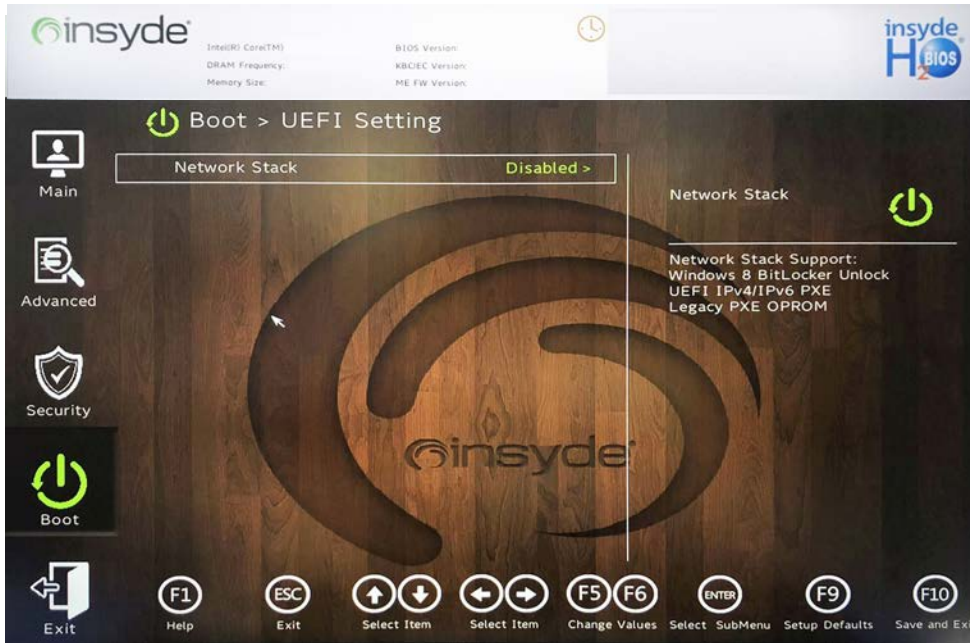 insyde
Intel(R) Core(TM)
DRAM Frequency:
Memory Size:
BIOS Version:
KBC/EC Version:
ME FW Version:
insyde
H2 BIOS
Boot > UEFI Setting
Main
Advanced
Security
Boot
Exit
Network Stack Disabled >
Network Stack
Network Stack Support:
Windows 8 BitLocker Unlock
UEFI IPv4/IPv6 PXE
Legacy PXE OPROM
insyde
F1
Help
ESC
Exit
Select Item
Select Item
F5 F6
Change Values
ENTER
Select SubMenu
F9
Setup Defaults
F10
Save and Exi